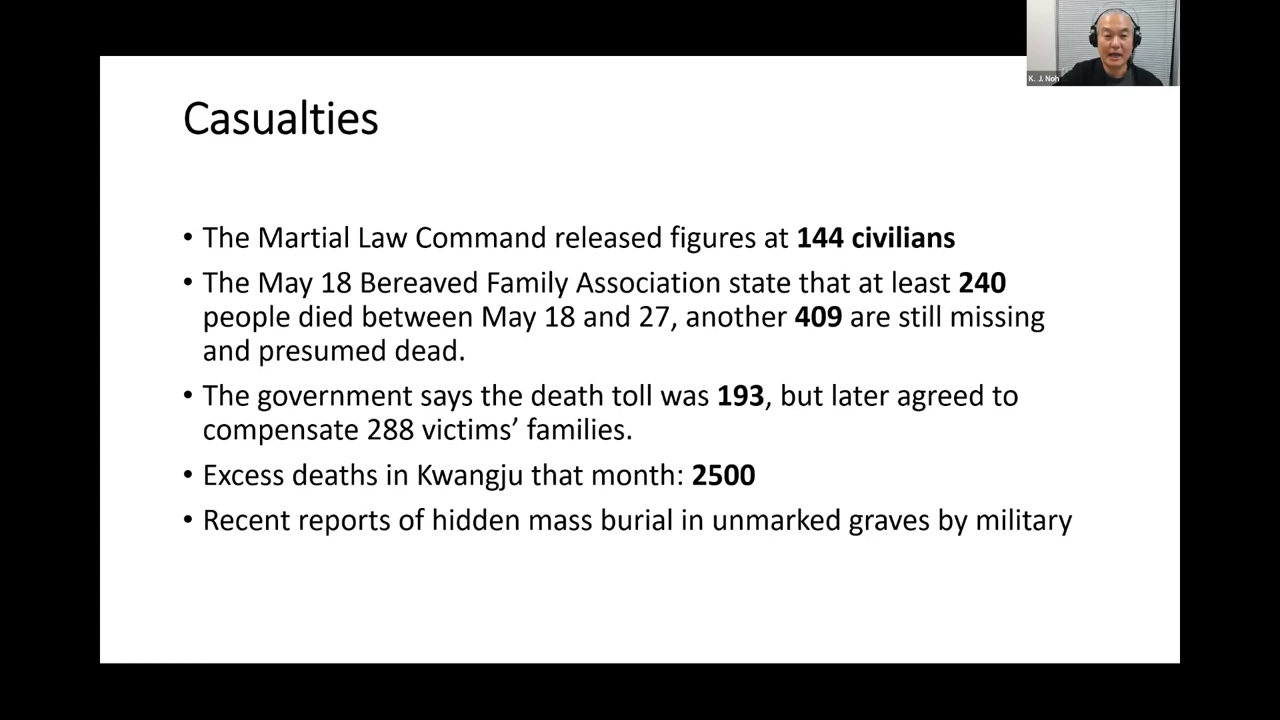 K. J. Noh
Casualties
• The Martial Law Command released figures at 144 civilians
• The May 18 Bereaved Family Association state that at least 240
people died between May 18 and 27, another 409 are still missing
and presumed dead.
• The government says the death toll was 193, but later agreed to
compensate 288 victims’ families.
• Excess deaths in Kwangju that month: 2500
• Recent reports of hidden mass burial in unmarked graves by military